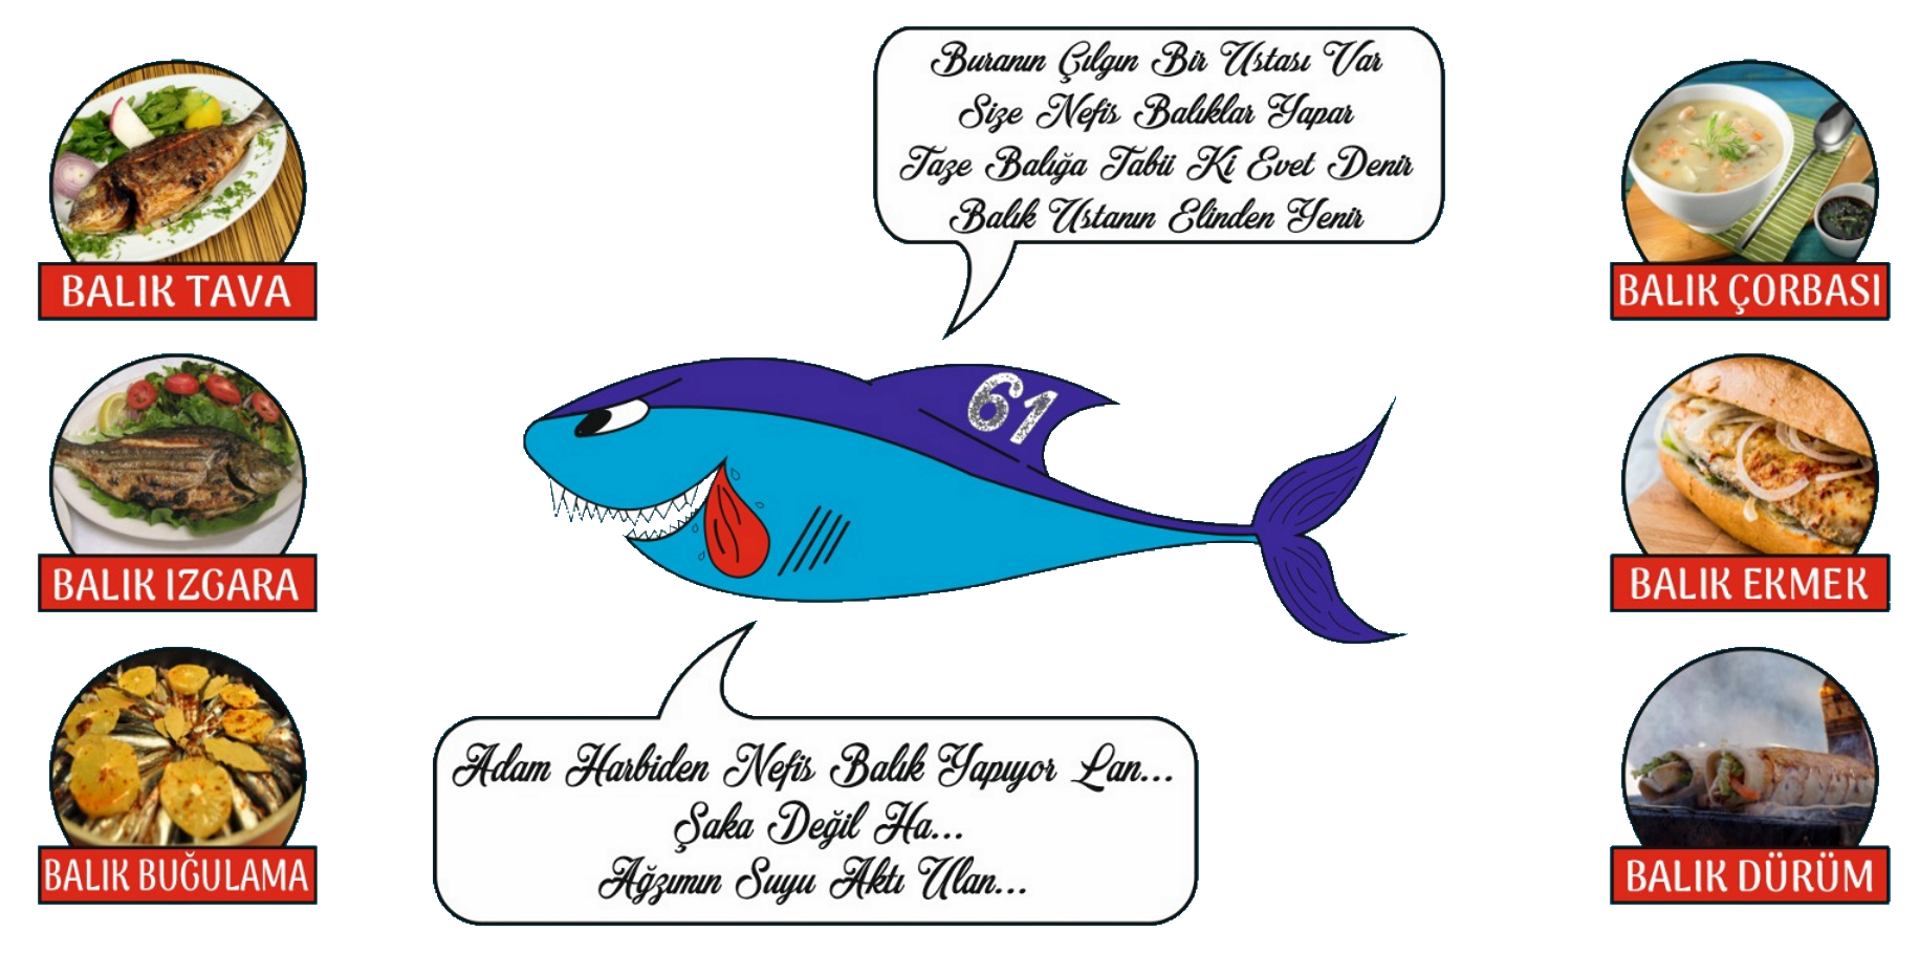 Buranın Çılgın Bir Ustası Var
Size Nefis Balıklar Yapar
Taze Balığa Tabii Ki Evet Denir
Balık Ustanın Elinden Yenir
BALIK TAVA
BALIK IZGARA
BALIK BUĞULAMA
61
BALIK ÇORBASI
BALIK EKMEK
BALIK DÜRÜM
Adam Harbiden Nefis Balık Yapıyor Lan...
Şaka Değil Ha...
Ağzımın Suyu Aktı Ulan...